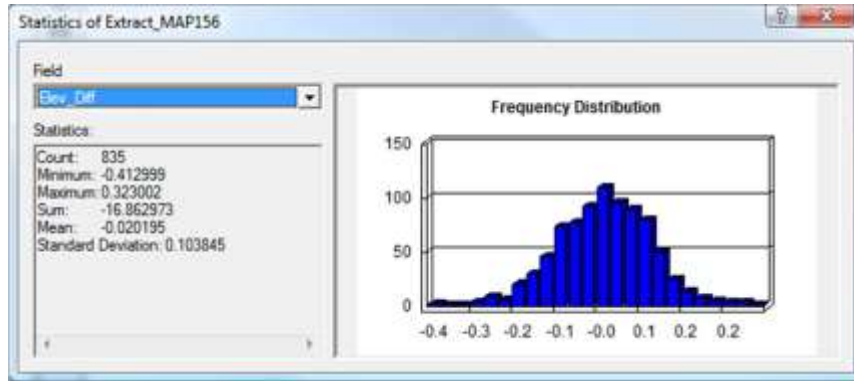 Statistics of Extract_MAP156
Field
Elev_Diff
Statistics:
Count: 835
Minimum: -0.412999
Maximum: 0.323002
Sum: -16.862973
Mean: -0.020195
Standard Deviation: 0.103845
Frequency Distribution
150
100
50
0
-0.4 -0.3 -0.2 -0.1 -0.0 0.1 0.2 0.2